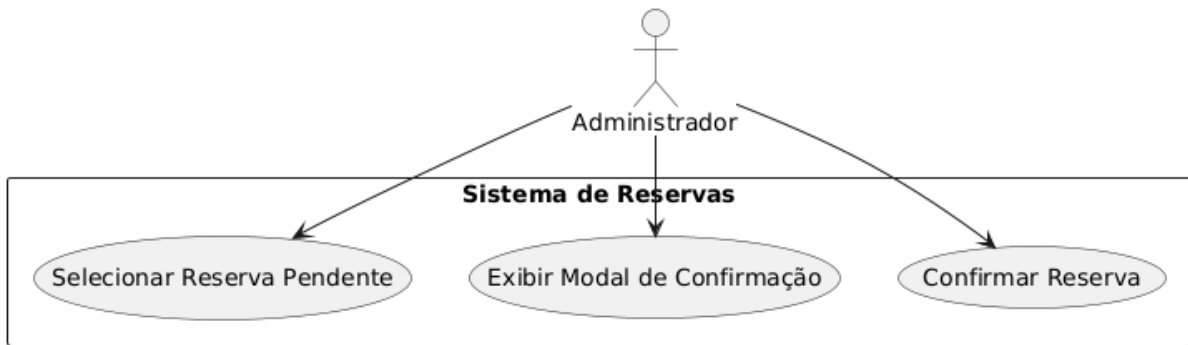 Administrador
Sistema de Reservas
Selecionar Reserva Pendente
Exibir Modal de Confirmação
Confirmar Reserva